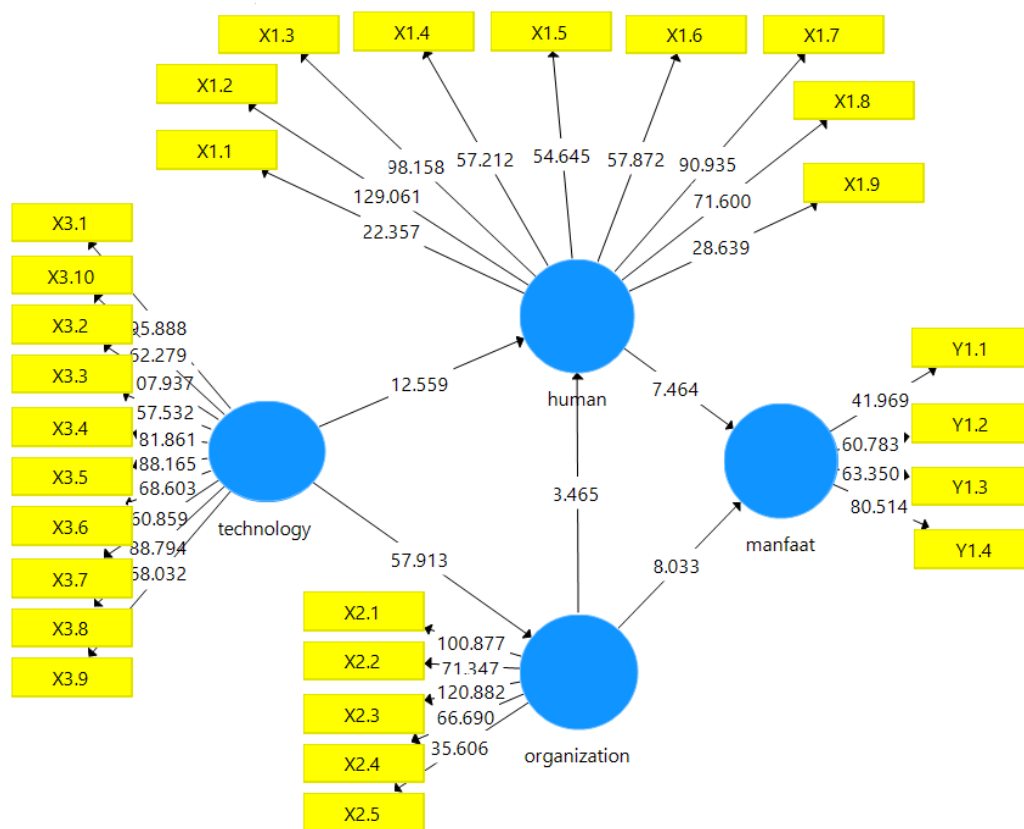 X1.3
X1.4
X1.5
X1.6
X1.7
X1.2
X1.8
X1.1
X1.9
98.158
57.212
54.645
57.872
90.935
129.061
71.600
22.357
28.639
X3.1
X3.10
X3.2
X3.3
X3.4
X3.5
X3.6
X3.7
X3.8
X3.9
95.888
62.279
07.937
57.532
81.861
88.165
68.603
60.859
88.794
technology
12.559
human
7.464
3.465
57.913
8.033
manfaat
Y1.1
41.969
Y1.2
60.783
63.350
Y1.3
80.514
Y1.4
X2.1
X2.2
X2.3
X2.4
X2.5
100.877
71.347
120.882
66.690
35.606
organization